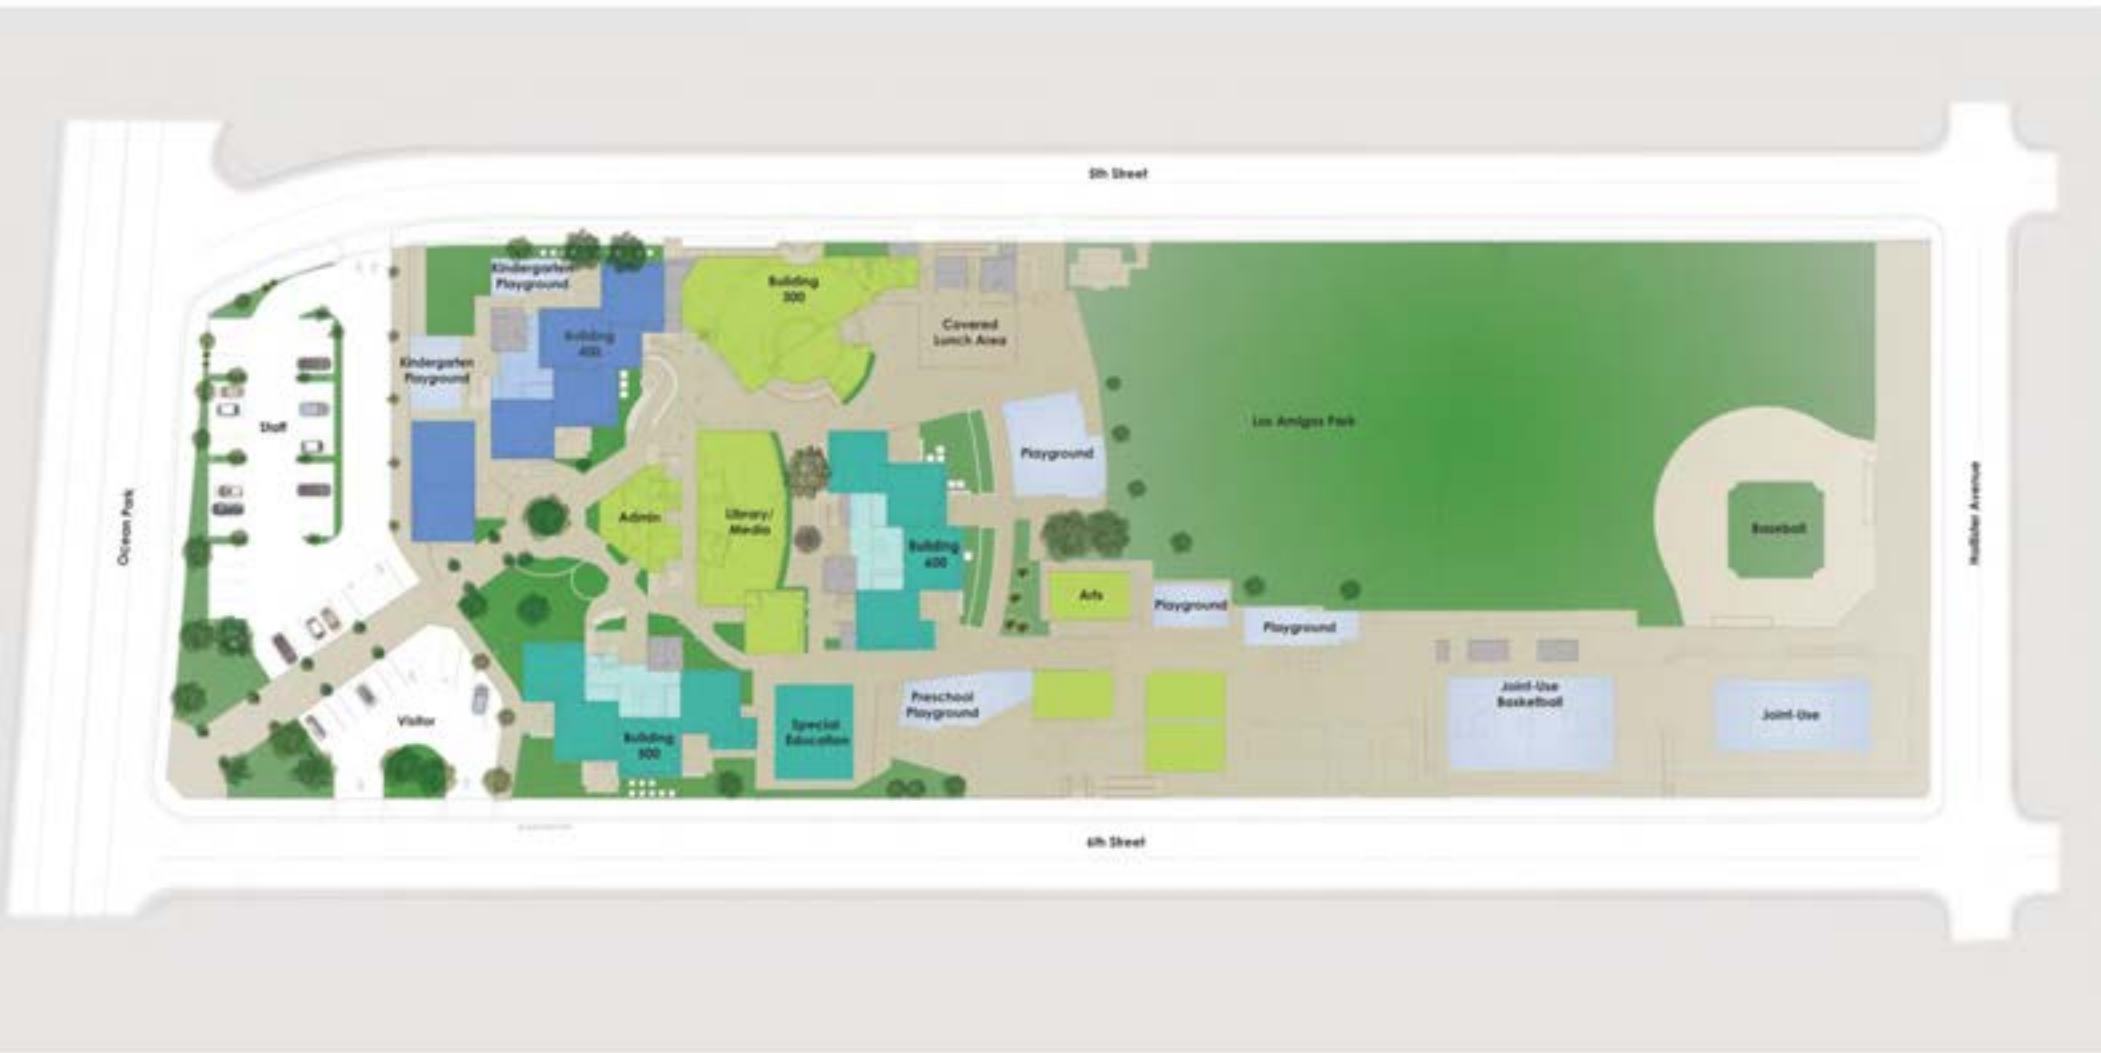 5th Street
Kindergarten
Playground
Building
300
Building
400
Covered
Lunch Area
Kindergarten
Playground
Staff
Los Amigos Park
Playground
Ocean Park
Admin
Library/
Media
Building
600
Baseball
Hollister Avenue
Arts
Playground
Playground
Visitor
Building
500
Special
Education
Preschool
Playground
Joint-Use
Basketball
Joint-Use
6th Street